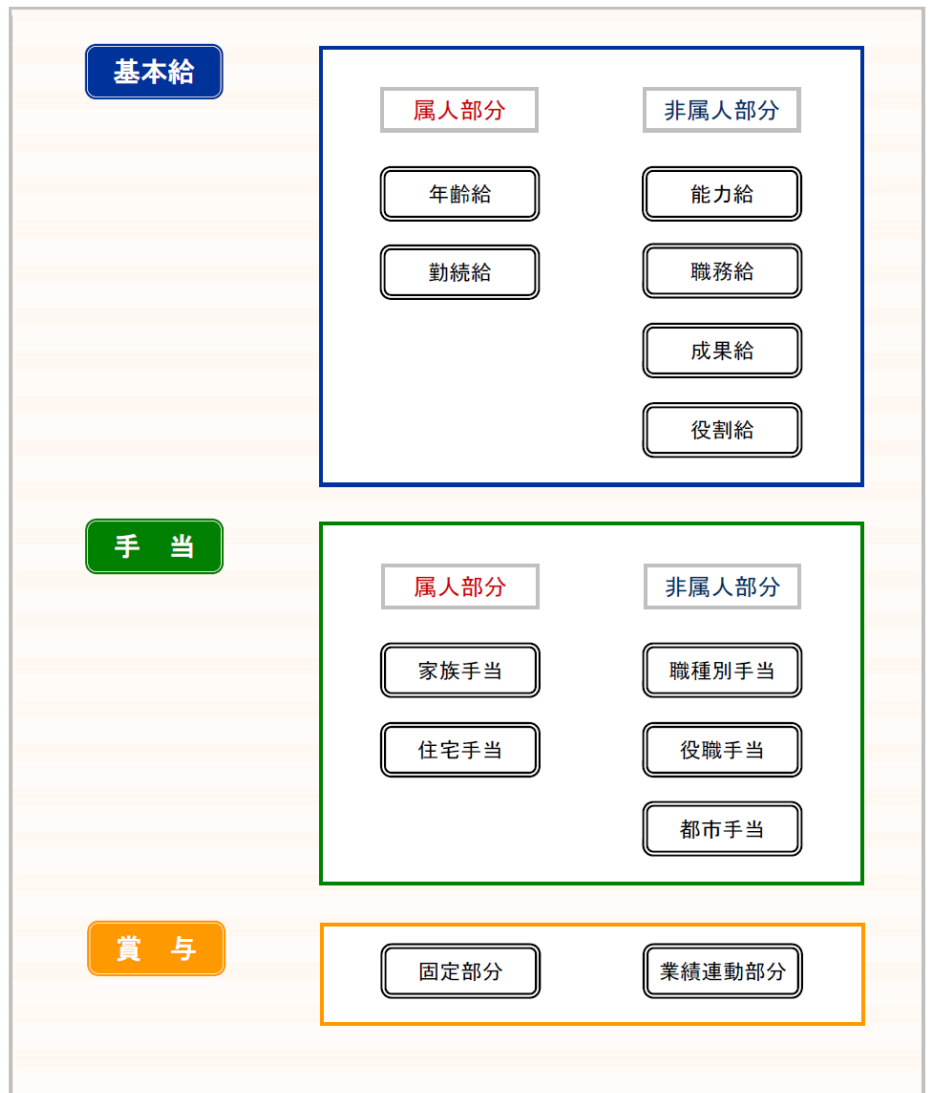 基本給
属人部分 非属人部分
年齢給 能力給
勤続給 職務給
成果給
役割給
手 当
属人部分 非属人部分
家族手当 職種別手当
住宅手当 役職手当
都市手当
賞 与
固定部分 業績連動部分